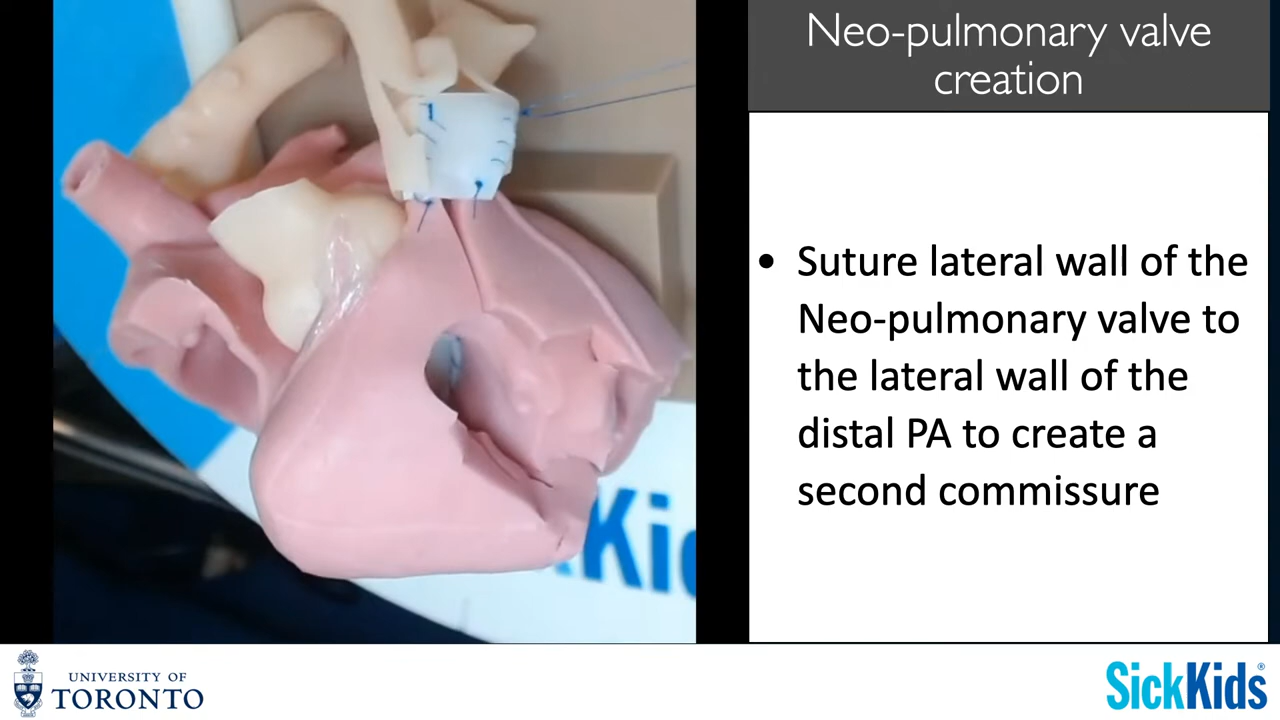 Neo-pulmonary valve
creation
• Suture lateral wall of the
Neo-pulmonary valve to
the lateral wall of the
distal PA to create a
second commissure
Kid
UNIVERSITY OF
TORONTO
SickKids®